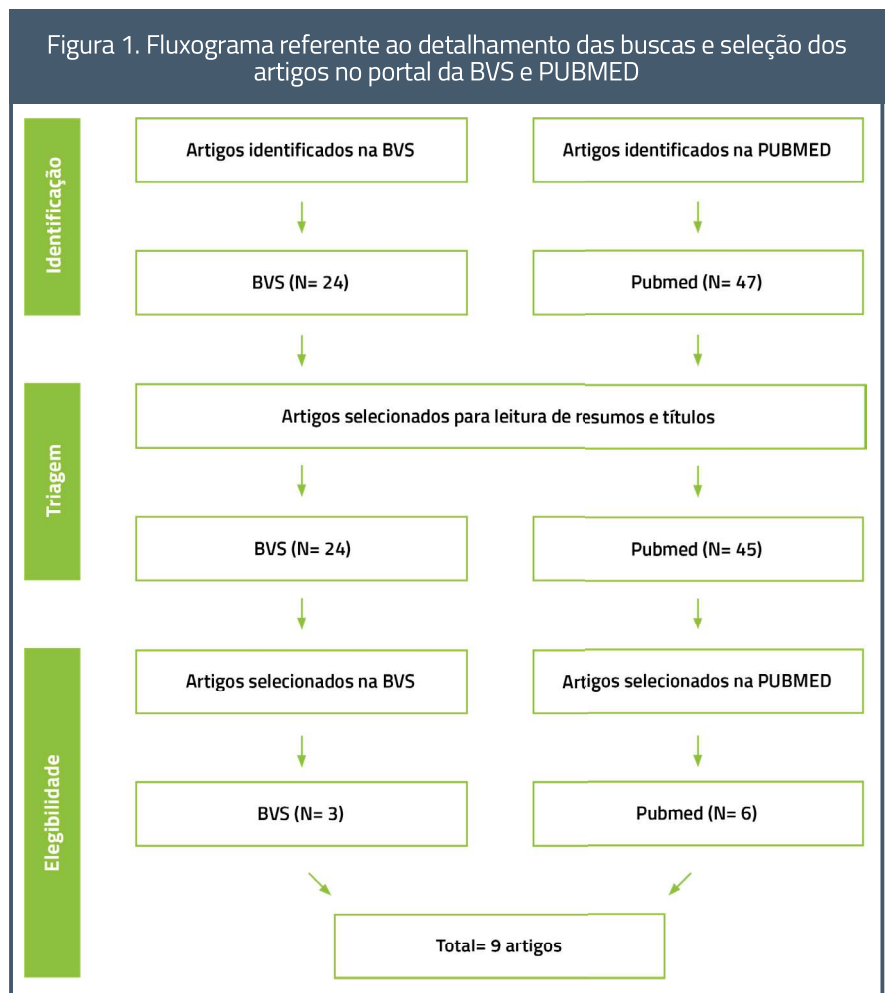 Figura 1. Fluxograma referente ao detalhamento das buscas e seleção dos
artigos no portal da BVS e PUBMED
Identificação
Artigos identificados na BVS
Artigos identificados na PUBMED
BVS (N= 24)
Pubmed (N= 47)
Triagem
Artigos selecionados para leitura de resumos e títulos
BVS (N= 24)
Pubmed (N= 45)
Elegibilidade
Artigos selecionados na BVS
Artigos selecionados na PUBMED
BVS (N= 3)
Pubmed (N= 6)
Total= 9 artigos